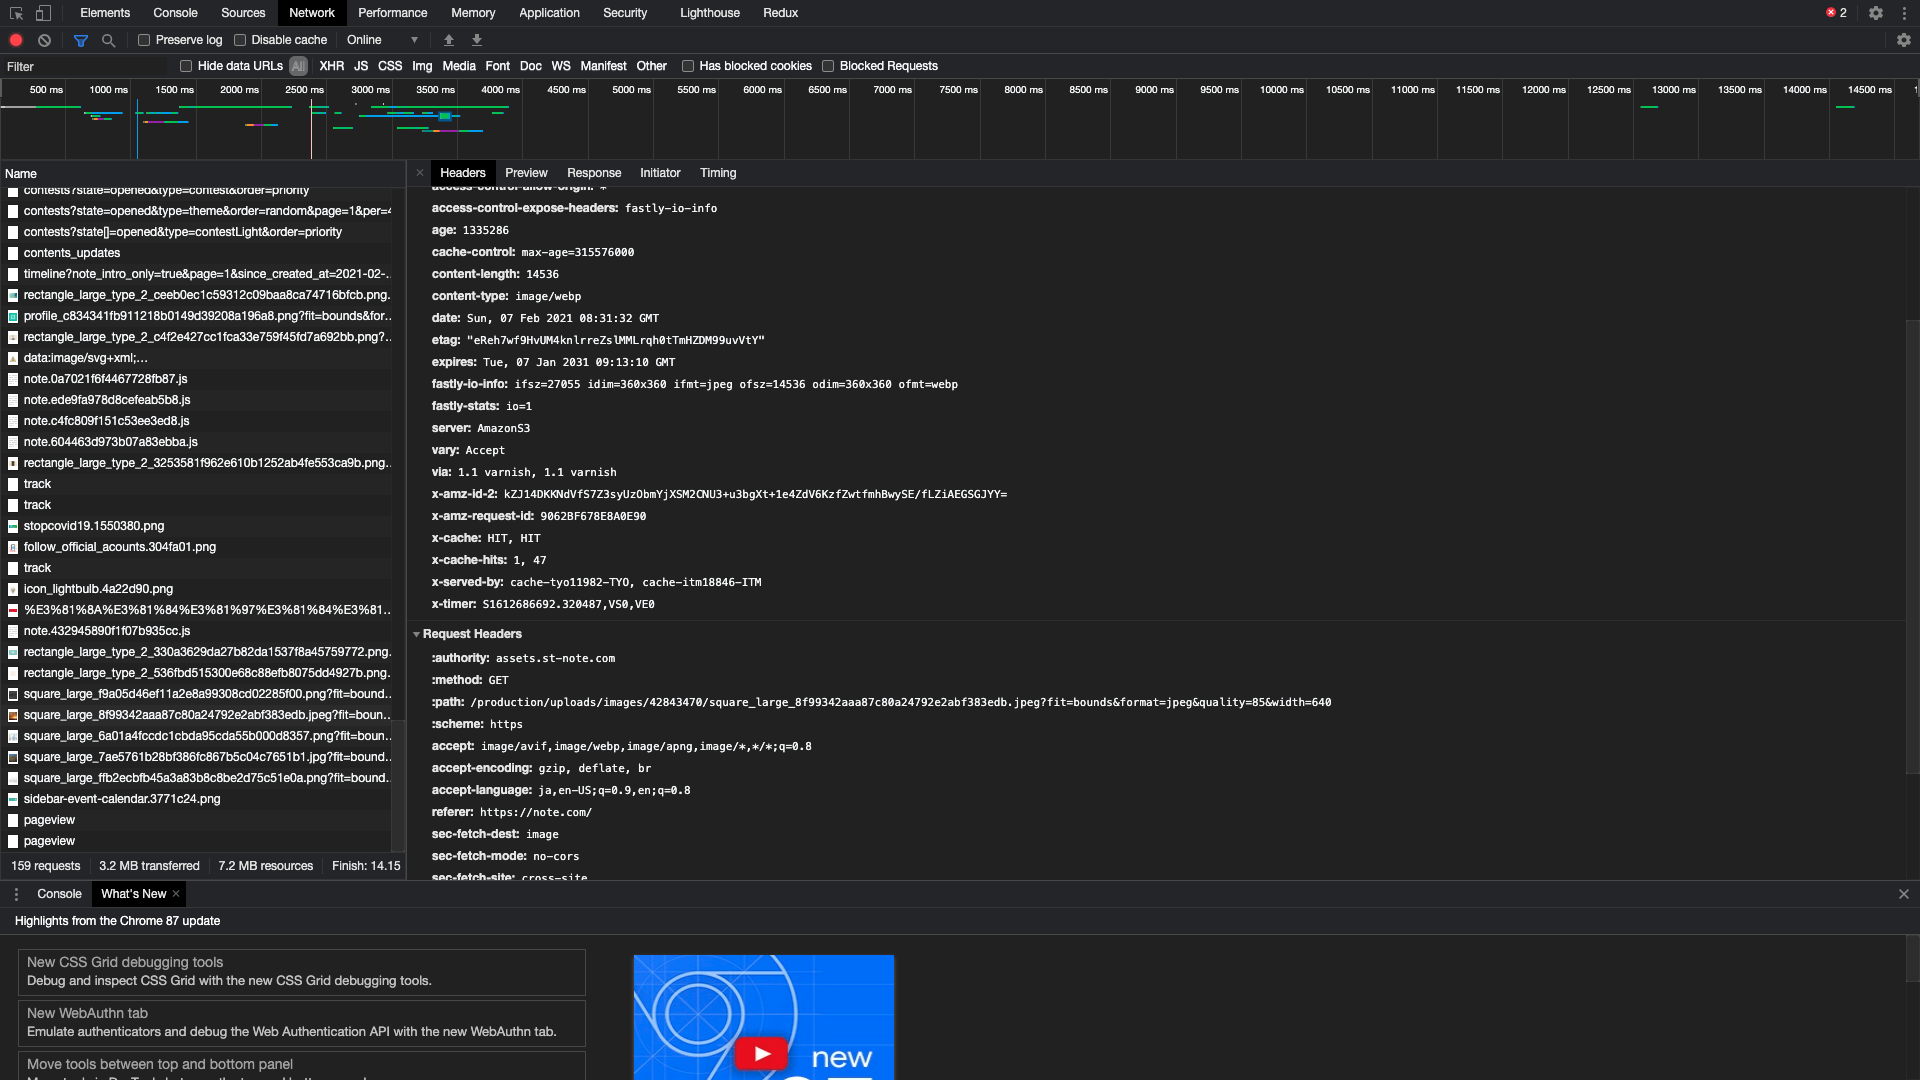 Elements Console Sources Network Performance Memory Application Security Lighthouse Redux 2
Preserve log Disable cache Online
Filter Hide data URLs All XHR JS CSS Img Media Font Doc WS Manifest Other Has blocked cookies Blocked Requests
500 ms 1000 ms 1500 ms 2000 ms 2500 ms 3000 ms 3500 ms 4000 ms 4500 ms 5000 ms 5500 ms 6000 ms 6500 ms 7000 ms 7500 ms 8000 ms 8500 ms 9000 ms 9500 ms 10000 ms 10500 ms 11000 ms 11500 ms 12000 ms 12500 ms 13000 ms 13500 ms 14000 ms 14500 ms
Name
contests?state=opened&type=contest&order=priority
contests?state=opened&type=theme&order=random&page=1&per=4
contests?state[]=opened&type=contestLight&order=priority
contents_updates
timeline?note_intro_only=true&page=1&since_created_at=2021-02-...
rectangle_large_type_2_ceeb0ec1c59312c09baa8ca74716bfcb.png...
profile_c834341fb911218b0149d39208a196a8.png?fit=bounds&for...
rectangle_large_type_2_c4f2e427cc1fca33e759f45fd7a692bb.png?...
data:image/svg+xml;...
note.0a7021f6f4467728fb87.js
note.ede9fa978d8cefeab5b8.js
note.c4fc809f151c53ee3ed8.js
note.604463d973b07a83ebba.js
rectangle_large_type_2_3253581f962e610b1252ab4fe553ca9b.png...
track
track
stopcovid19.1550380.png
follow_official_acounts.304fa01.png
track
icon_lightbulb.4a22d90.png
%E3%81%8A%E3%81%84%E3%81%97%E3%81%84%E3%81...
note.432945890f1f07b935cc.js
rectangle_large_type_2_330a3629da27b82da1537f8a45759772.png...
rectangle_large_type_2_536fbd515300e68c88efb8075dd4927b.png...
square_large_f9a05d46ef11a2e8a99308cd02285f00.png?fit=bound...
square_large_8f99342aaa87c80a24792e2abf383edb.jpeg?fit=boun...
square_large_6a01a4fccdc1cbda95cda55b000d8357.png?fit=boun...
square_large_7ae5761b28bf386fc867b5c04c7651b1.jpg?fit=bound...
square_large_ffb2ecbfb45a3a83b8c8be2d75c51e0a.png?fit=bound...
sidebar-event-calendar.3771c24.png
pageview
pageview
159 requests 3.2 MB transferred 7.2 MB resources Finish: 14.15
Headers Preview Response Initiator Timing
access-control-allow-origin: *
access-control-expose-headers: fastly-io-info
age: 1335286
cache-control: max-age=315576000
content-length: 14536
content-type: image/webp
date: Sun, 07 Feb 2021 08:31:32 GMT
etag: "eReh7wf9HvUM4knlrreZslMMLrqh0tTmHZDM99uvVtY"
expires: Tue, 07 Jan 2031 09:13:10 GMT
fastly-io-info: ifsz=27055 idim=360x360 ifmt=jpeg ofsz=14536 odim=360x360 ofmt=webp
fastly-stats: io=1
server: AmazonS3
vary: Accept
via: 1.1 varnish, 1.1 varnish
x-amz-id-2: kZJ14DKKNdVfS7Z3syUzObmYjXSM2CNU3+u3bgXt+1e4ZdV6KzfZwtfmhBwySE/fLZiAEGSGJYY=
x-amz-request-id: 9062BF678E8A0E90
x-cache: HIT, HIT
x-cache-hits: 1, 47
x-served-by: cache-tyo11982-TYO, cache-itm18846-ITM
x-timer: S1612686692.320487,VS0,VE0
Request Headers
:authority: assets.st-note.com
:method: GET
:path: /production/uploads/images/42843470/square_large_8f99342aaa87c80a24792e2abf383edb.jpeg?fit=bounds&format=jpeg&quality=85&width=640
:scheme: https
accept: image/avif,image/webp,image/apng,image/*,*/*;q=0.8
accept-encoding: gzip, deflate, br
accept-language: ja,en-US;q=0.9,en;q=0.8
referer: https://note.com/
sec-fetch-dest: image
sec-fetch-mode: no-cors
sec-fetch-site: cross-site
Console What's New
Highlights from the Chrome 87 update
New CSS Grid debugging tools
Debug and inspect CSS Grid with the new CSS Grid debugging tools.
New WebAuthn tab
Emulate authenticators and debug the Web Authentication API with the new WebAuthn tab.
Move tools between top and bottom panel
new